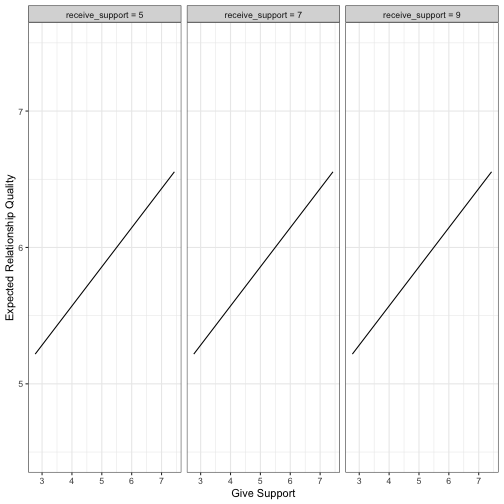 receive_support = 5
receive_support = 7
receive_support = 9
Expected Relationship Quality
7
6
5
3 4 5 6 7
3 4 5 6 7
3 4 5 6 7
Give Support